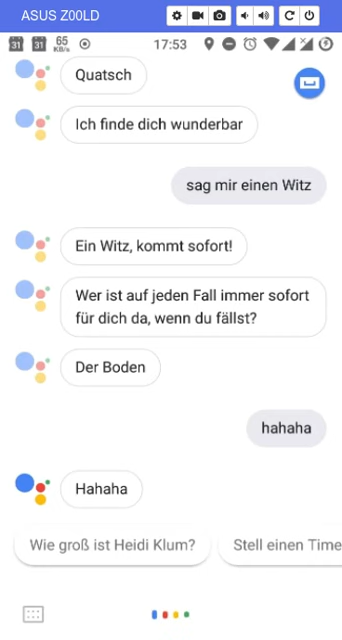 ASUS Z00LD
31 31 65 KB/s 17:53
Quatsch
Ich finde dich wunderbar
sag mir einen Witz
Ein Witz, kommt sofort!
Wer ist auf jeden Fall immer sofort
für dich da, wenn du fällst?
Der Boden
hahaha
Hahaha
Wie groß ist Heidi Klum? Stell einen Time